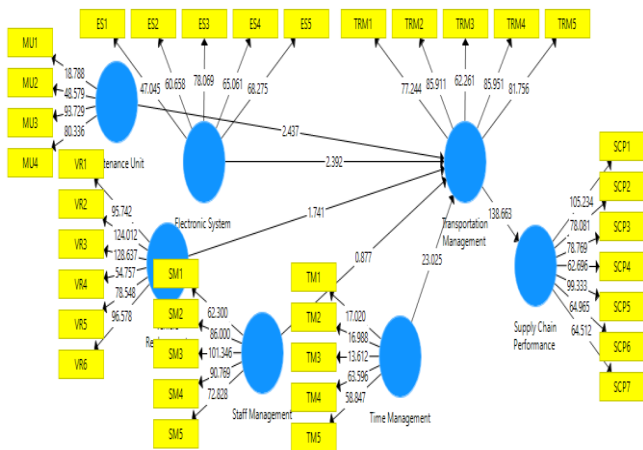 ES1
ES2
ES3
ES4
ES5
TRM1
TRM2
TRM3
TRM4
TRM5
MU1
MU2
MU3
MU4
18.788
48.579
93.729
80.336
47.045
60.658
78.069
65.061
68.275
77.244
85.911
62.261
85.951
81.756
tenance Unit
Electronic System
Transportation
Management
2.437
2.392
1.741
0.877
23.025
138.663
VR1
VR2
VR3
VR4
VR5
VR6
95.742
124.012
128.637
54.757
78.548
96.578
SM1
SM2
SM3
SM4
SM5
62.300
86.000
101.346
90.769
72.828
Staff Management
TM1
TM2
TM3
TM4
TM5
17.020
16.988
13.612
63.596
58.847
Time Management
SCP1
SCP2
SCP3
SCP4
SCP5
SCP6
SCP7
105.234
78.081
78.769
62.696
99.333
64.965
64.512
Supply Chain
Performance